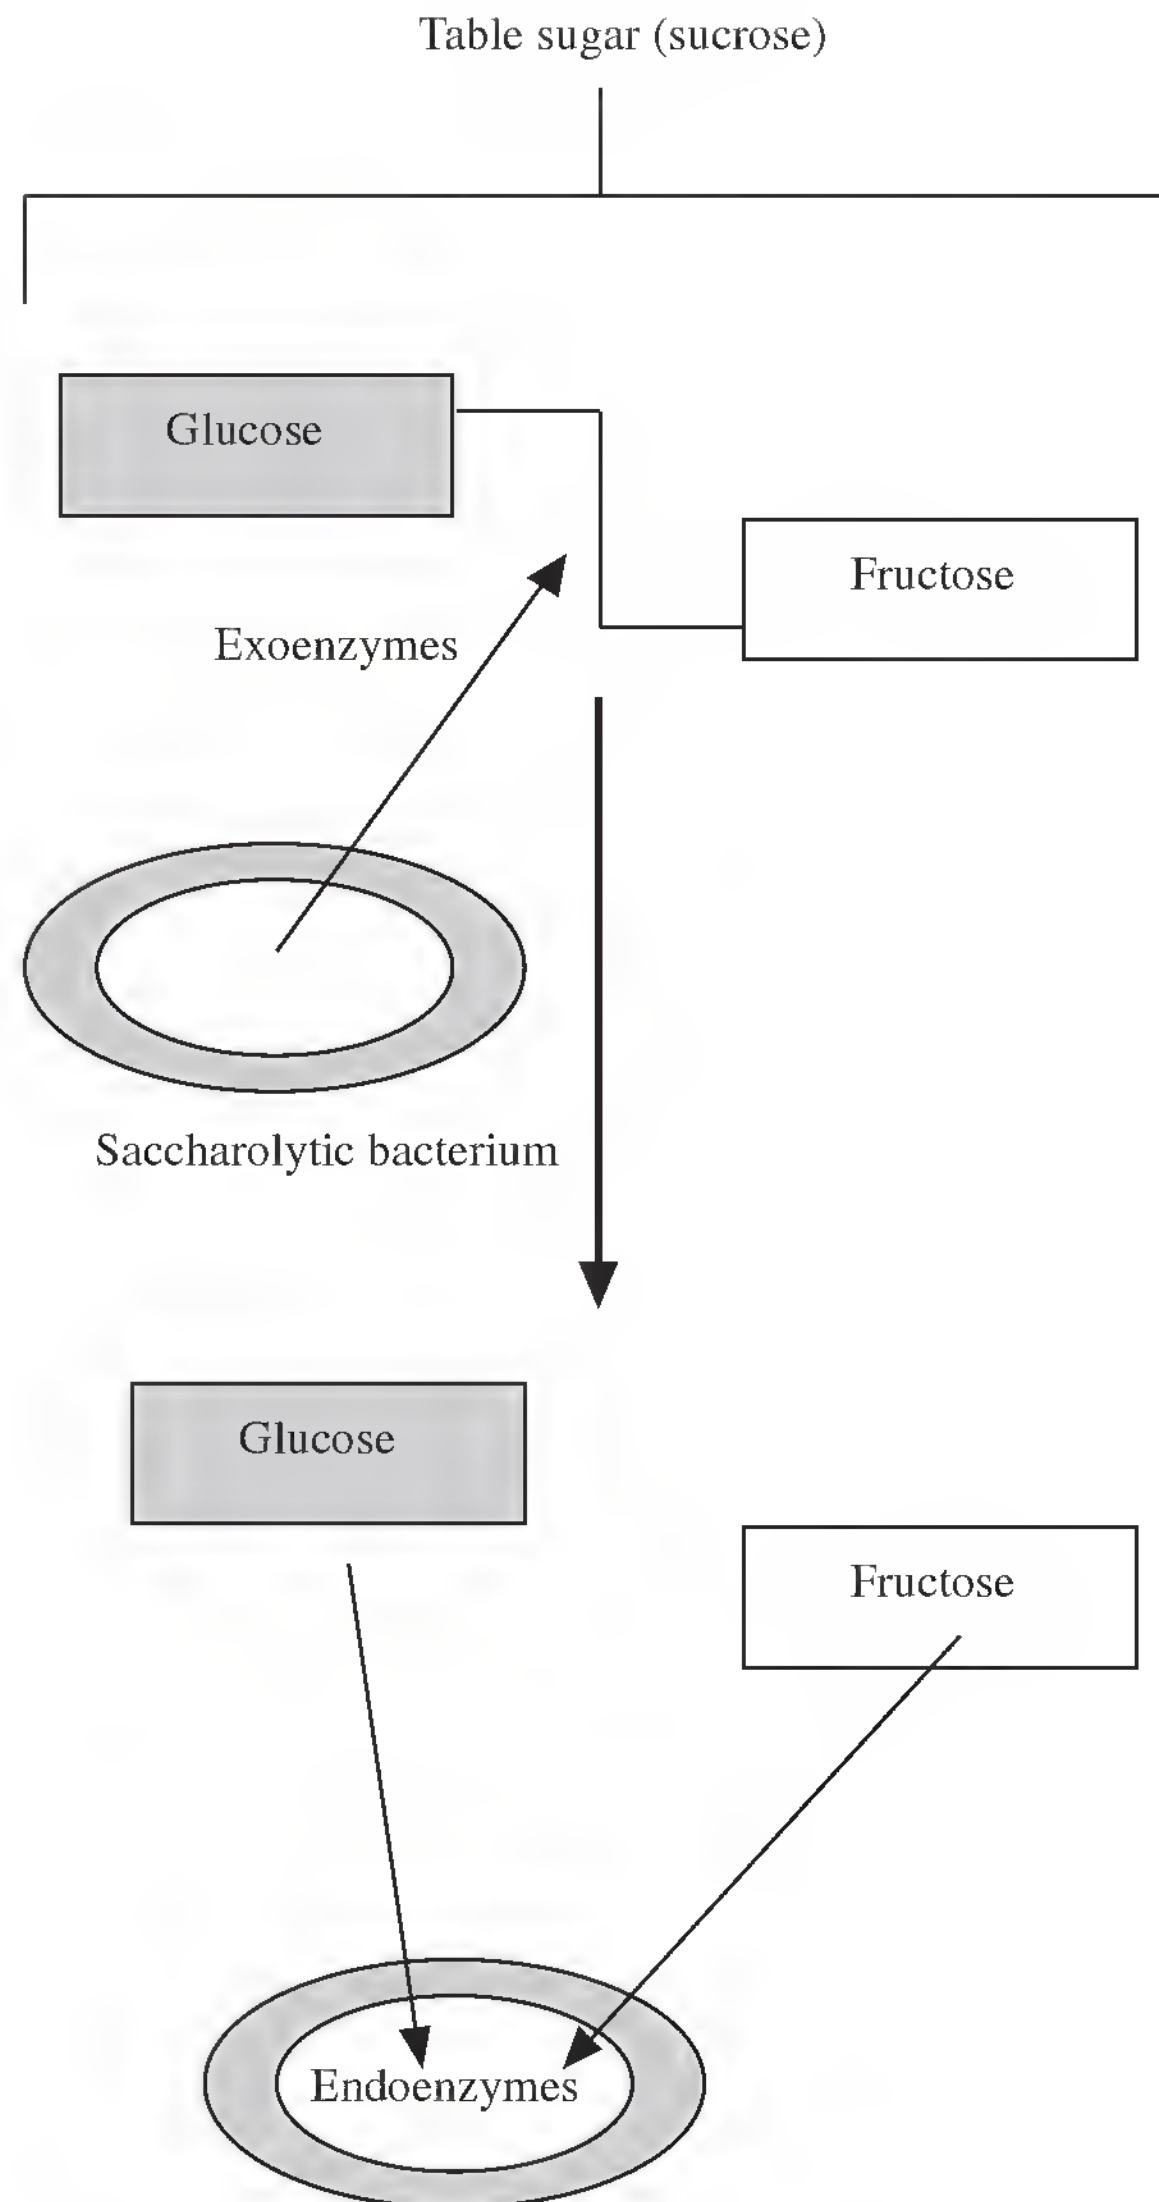 Table sugar (sucrose)
Glucose
Fructose
Exoenzymes
Saccharolytic bacterium
Glucose
Fructose
Endoenzymes